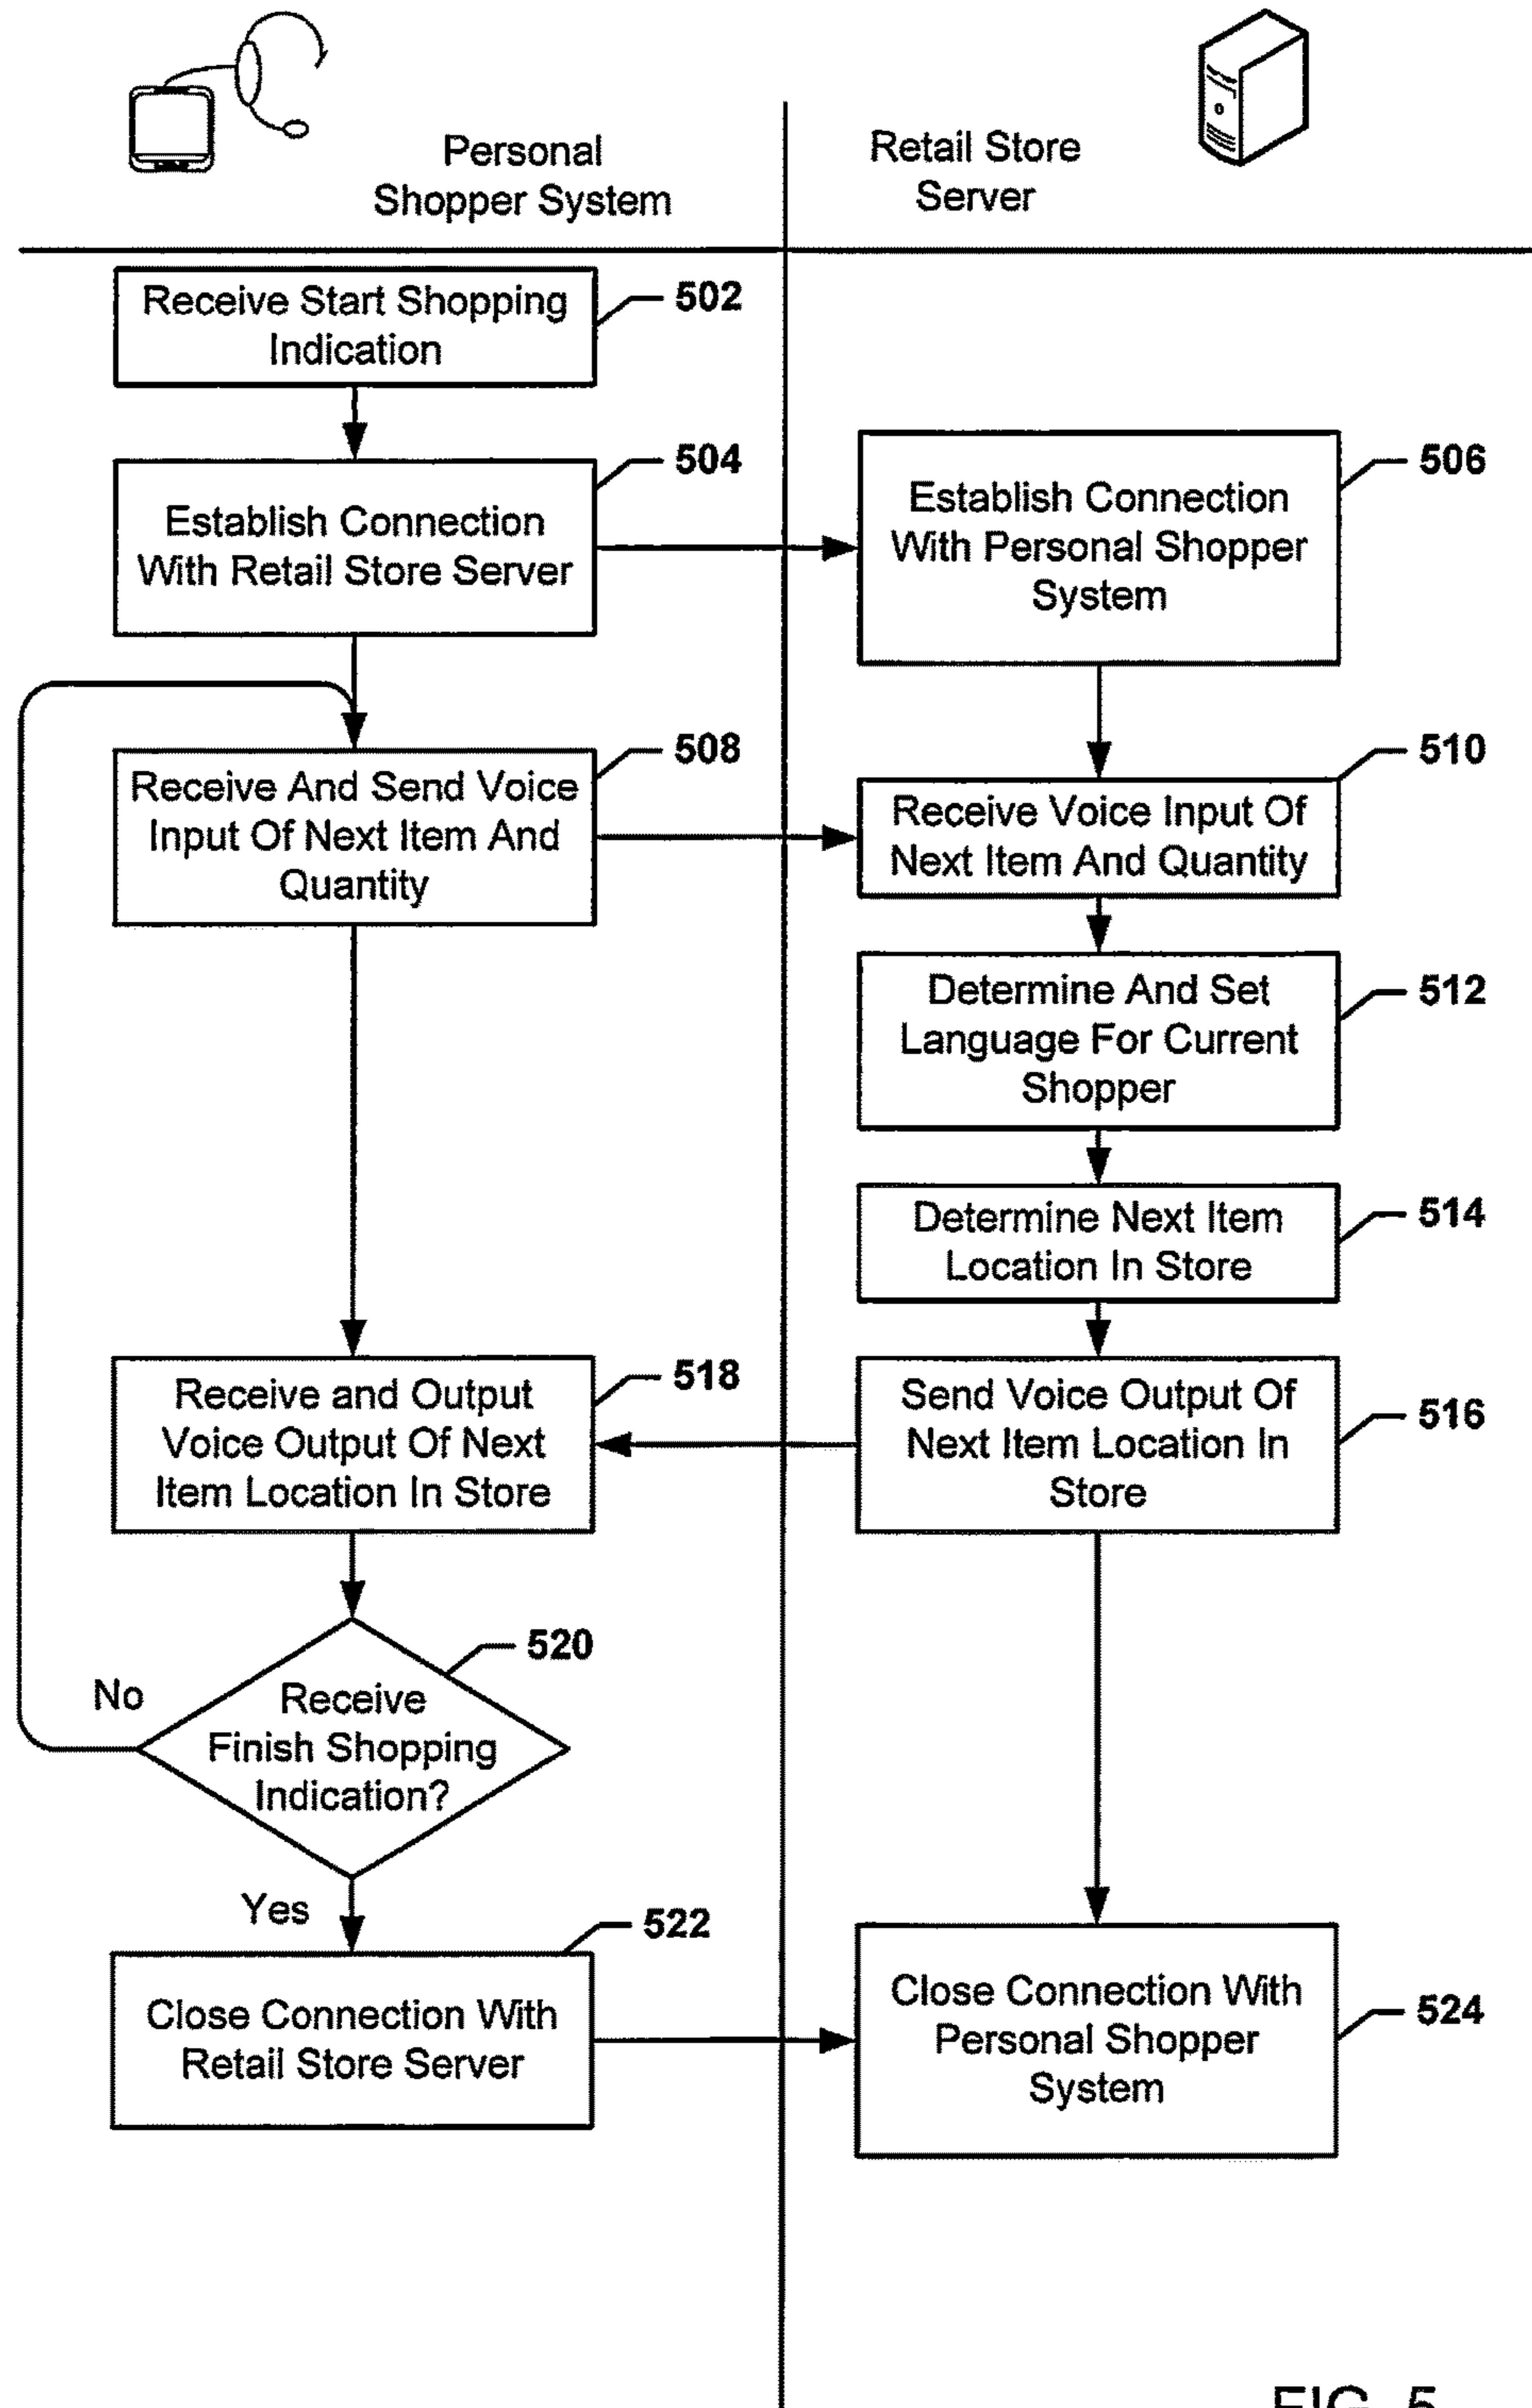 Personal
Shopper System
Retail Store
Server
Receive Start Shopping
Indication
502
Establish Connection
With Retail Store Server
504
Establish Connection
With Personal Shopper
System
506
Receive And Send Voice
Input Of Next Item And
Quantity
508
Receive Voice Input Of
Next Item And Quantity
510
Determine And Set
Language For Current
Shopper
512
Determine Next Item
Location In Store
514
Send Voice Output Of
Next Item Location In
Store
516
Receive and Output
Voice Output Of Next
Item Location In Store
518
Receive
Finish Shopping
Indication?
520
No
Yes
Close Connection With
Retail Store Server
522
Close Connection With
Personal Shopper
System
524
FIG. 5